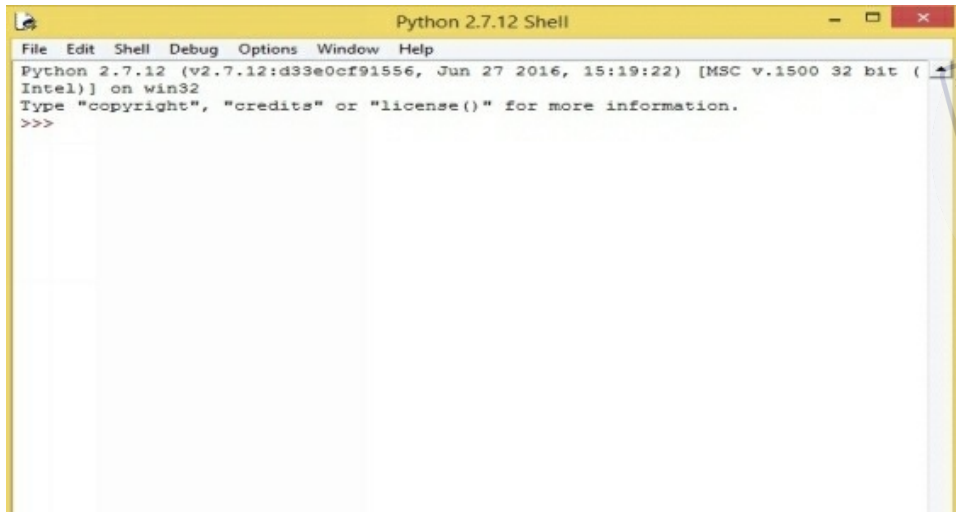 Python 2.7.12 Shell
File Edit Shell Debug Options Window Help
Python 2.7.12 (v2.7.12:d33e0cf91556, Jun 27 2016, 15:19:22) [MSC v.1500 32 bit (
Intel)] on win32
Type "copyright", "credits" or "license()" for more information.
>>>